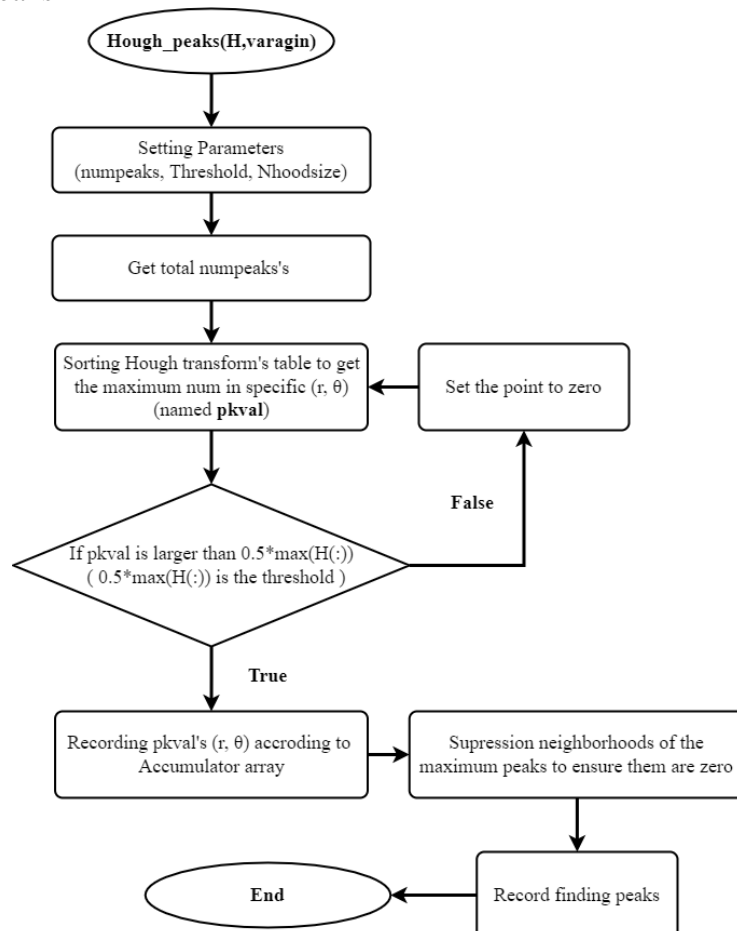 Hough_peaks(H,varagin)
Setting Parameters
(numpeaks, Threshold, Nhoodsize)
Get total numpeaks's
Sorting Hough transform's table to get
the maximum num in specific (r, θ)
(named pkval)
Set the point to zero
False
If pkval is larger than 0.5*max(H(:))
( 0.5*max(H(:)) is the threshold )
True
Recording pkval's (r, θ) accroding to
Accumulator array
Supression neighborhoods of the
maximum peaks to ensure them are zero
Record finding peaks
End